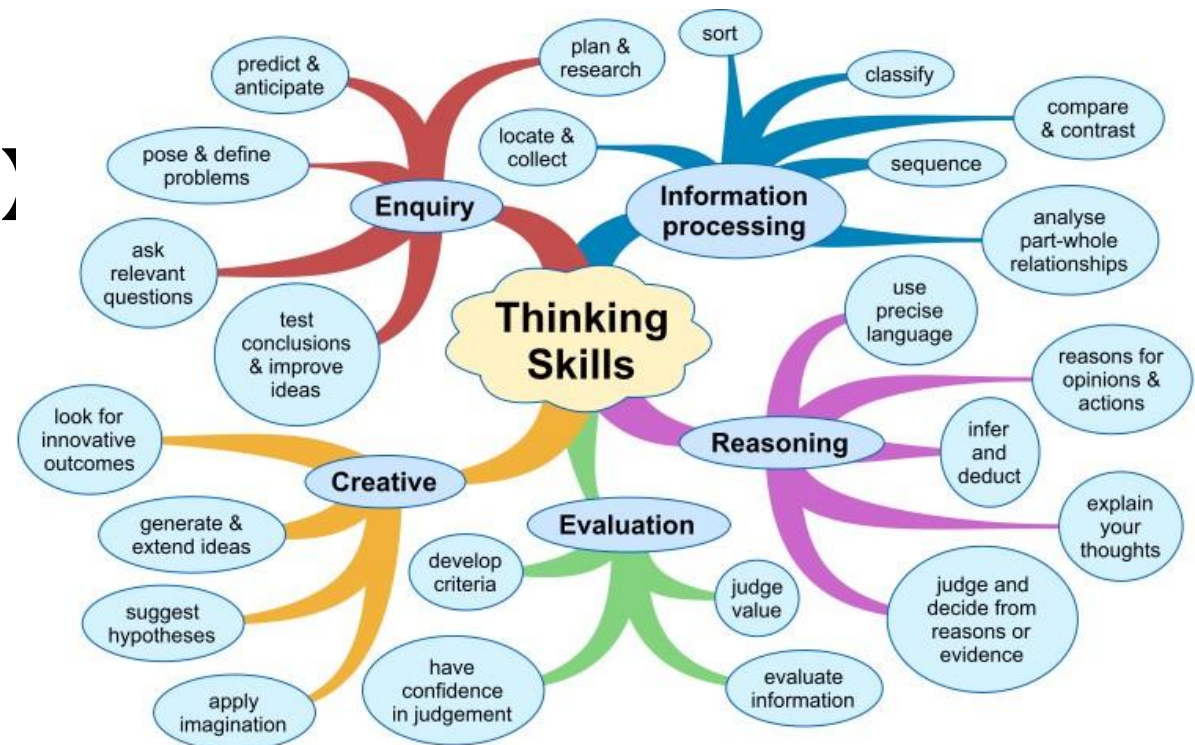 Thinking
Skills
Enquiry
predict &
anticipate
plan &
research
pose & define
problems
ask
relevant
questions
test
conclusions
& improve
ideas
Information
processing
sort
classify
compare
& contrast
locate &
collect
sequence
analyse
part-whole
relationships
Reasoning
use
precise
language
reasons for
opinions &
actions
infer
and
deduct
explain
your
thoughts
judge and
decide from
reasons or
evidence
Evaluation
develop
criteria
judge
value
have
confidence
in judgement
evaluate
information
Creative
look for
innovative
outcomes
generate &
extend ideas
suggest
hypotheses
apply
imagination